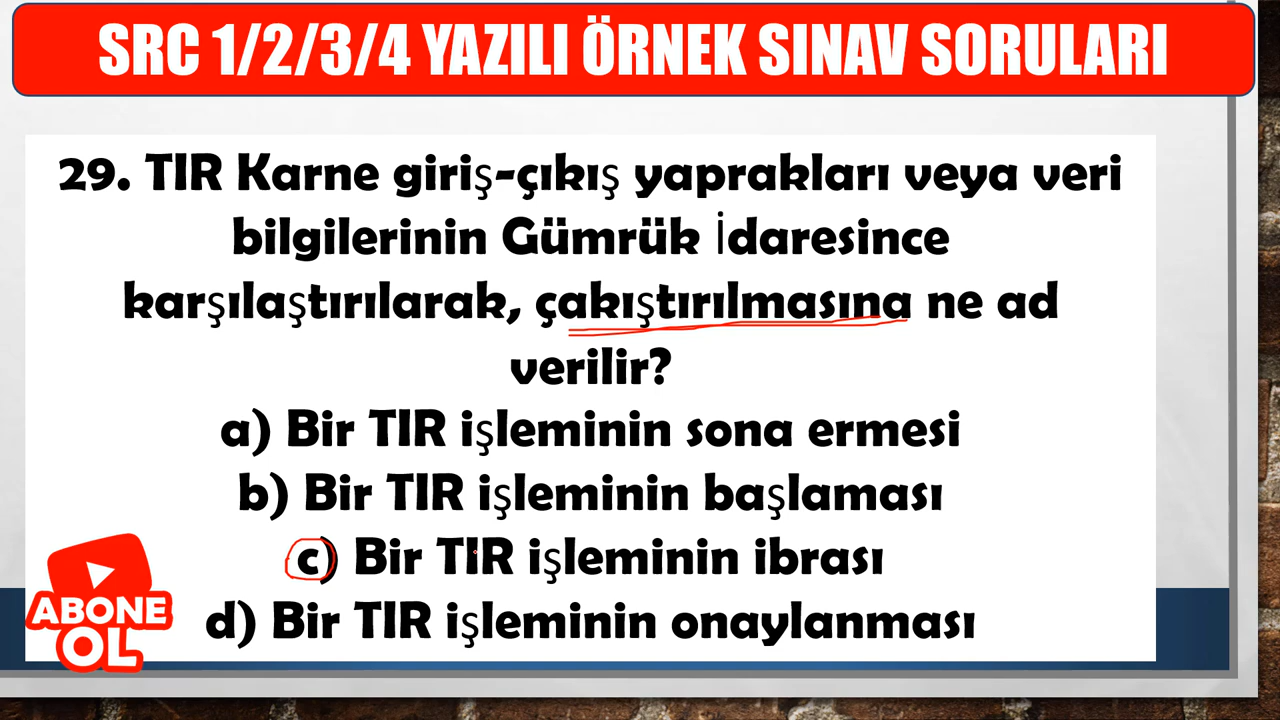 SRC 1/2/3/4 YAZILI ÖRNEK SINAV SORULARI
29. TIR Karne giriş-çıkış yaprakları veya veri
bilgilerinin Gümrük İdaresince
karşılaştırılarak, çakıştırılmasına ne ad
verilir?
a) Bir TIR işleminin sona ermesi
b) Bir TIR işleminin başlaması
c) Bir TIR işleminin ibrası
d) Bir TIR işleminin onaylanması
ABONE
OL